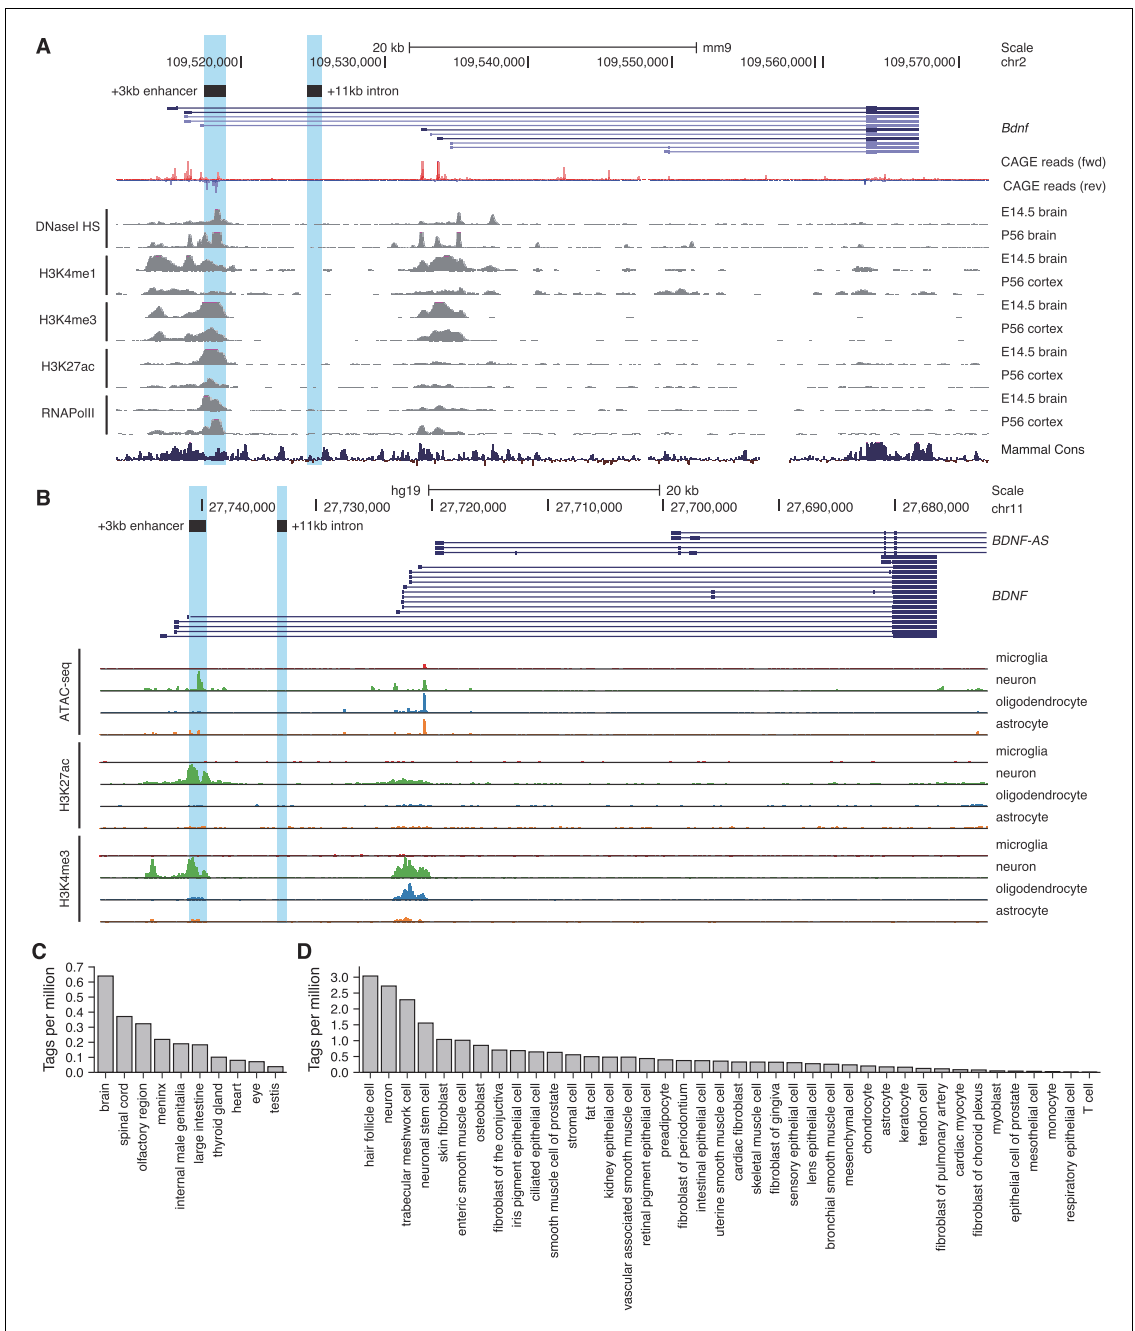 A
20 kb
mm9
Scale
109,520,000
109,530,000
109,540,000
109,550,000
109,560,000
109,570,000
chr2
+3kb enhancer
+11kb intron
Bdnf
CAGE reads (fwd)
CAGE reads (rev)
DNaseI HS
E14.5 brain
P56 brain
H3K4me1
E14.5 brain
P56 cortex
H3K4me3
E14.5 brain
P56 cortex
H3K27ac
E14.5 brain
P56 cortex
RNAPolII
E14.5 brain
P56 cortex
Mammal Cons
B
hg19
20 kb
Scale
27,740,000
27,730,000
27,720,000
27,710,000
27,700,000
27,690,000
27,680,000
chr11
+3kb enhancer
+11kb intron
BDNF-AS
BDNF
ATAC-seq
microglia
neuron
oligodendrocyte
astrocyte
H3K27ac
microglia
neuron
oligodendrocyte
astrocyte
H3K4me3
microglia
neuron
oligodendrocyte
astrocyte
C
Tags per million
0.7
0.6
0.5
0.4
0.3
0.2
0.1
0.0
brain
spinal cord
olfactory region
meninx
internal male genitalia
large intestine
thyroid gland
heart
eye
testis
D
Tags per million
3.0
2.5
2.0
1.5
1.0
0.5
0.0
hair follicle cell
neuron
trabecular meshwork cell
neuronal stem cell
skin fibroblast
enteric smooth muscle cell
osteoblast
fibroblast of the conjuctiva
iris pigment epithelial cell
ciliated epithelial cell
smooth muscle cell of prostate
stromal cell
fat cell
kidney epithelial cell
vascular associated smooth muscle cell
retinal pigment epithelial cell
preadipocyte
fibroblast of periodontium
intestinal epithelial cell
uterine smooth muscle cell
cardiac fibroblast
skeletal muscle cell
fibroblast of gingiva
sensory epithelial cell
lens epithelial cell
bronchial smooth muscle cell
mesenchymal cell
chondrocyte
astrocyte
keratocyte
tendon cell
fibroblast of pulmonary artery
cardiac myocyte
fibroblast of choroid plexus
myoblast
epithelial cell of prostate
mesothelial cell
monocyte
respiratory epithelial cell
T cell